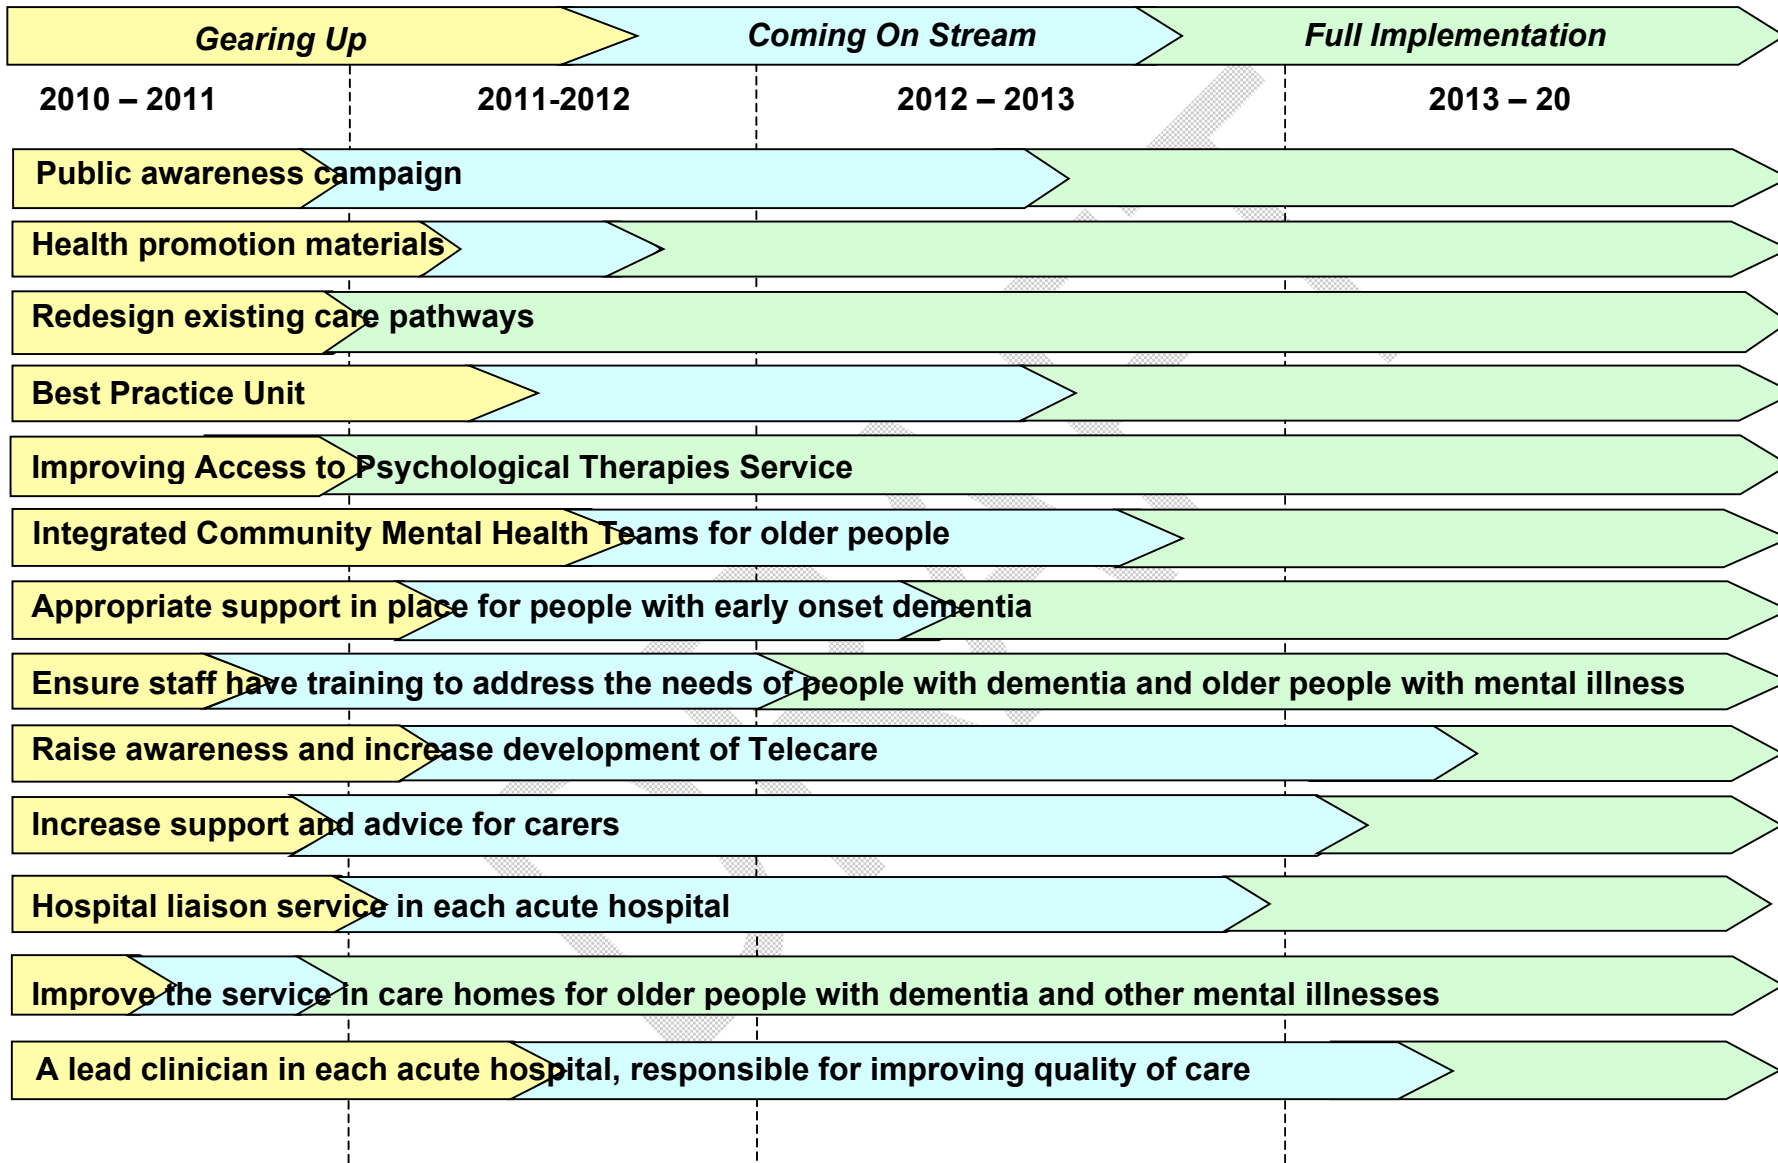 Gearing Up Coming On Stream Full Implementation
2010 – 2011 2011-2012 2012 – 2013 2013 – 20
Public awareness campaign
Health promotion materials
Redesign existing care pathways
Best Practice Unit
Improving Access to Psychological Therapies Service
Integrated Community Mental Health Teams for older people
Appropriate support in place for people with early onset dementia
Ensure staff have training to address the needs of people with dementia and older people with mental illness
Raise awareness and increase development of Telecare
Increase support and advice for carers
Hospital liaison service in each acute hospital
Improve the service in care homes for older people with dementia and other mental illnesses
A lead clinician in each acute hospital, responsible for improving quality of care